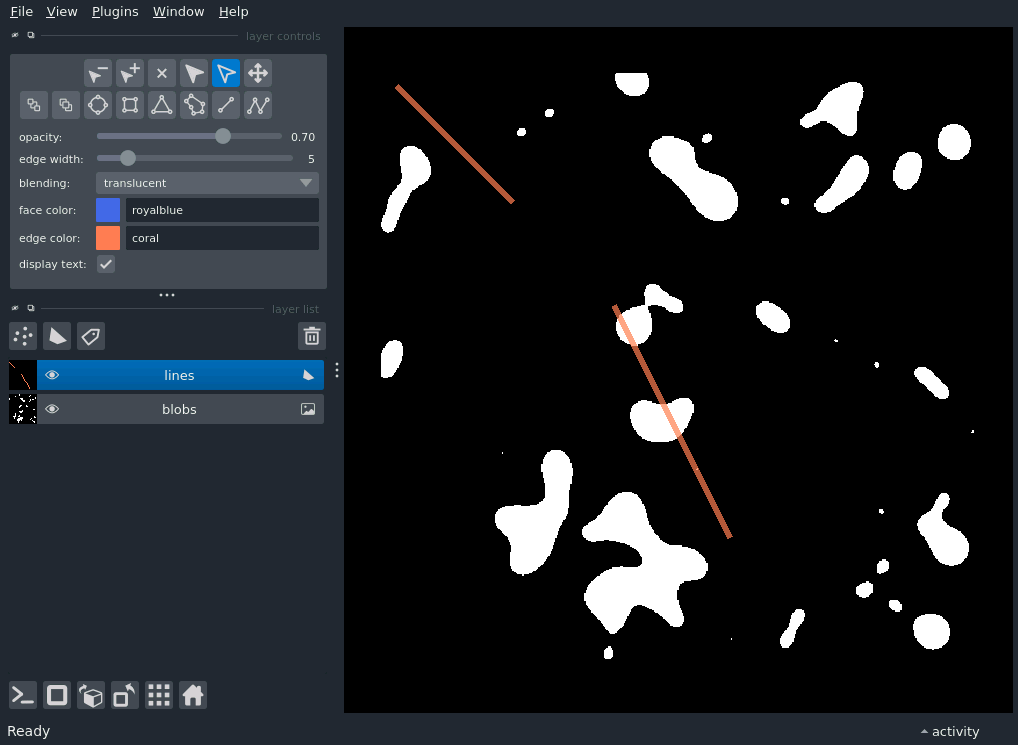 File View Plugins Window Help
layer controls
opacity: 0.70
edge width: 5
blending: translucent
face color: royalblue
edge color: coral
display text:
layer list
lines
blobs
Ready
activity